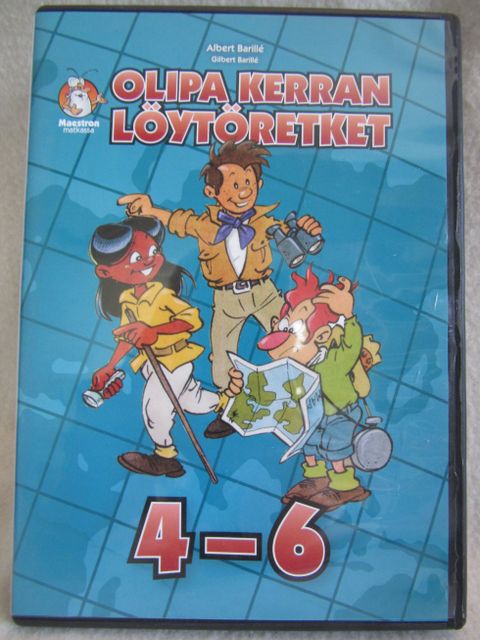 Albert Barillé
Gilbert Barillé
OLIPA KERRAN
LÖYTÖRETKET
Maestron
matkassa
4–6